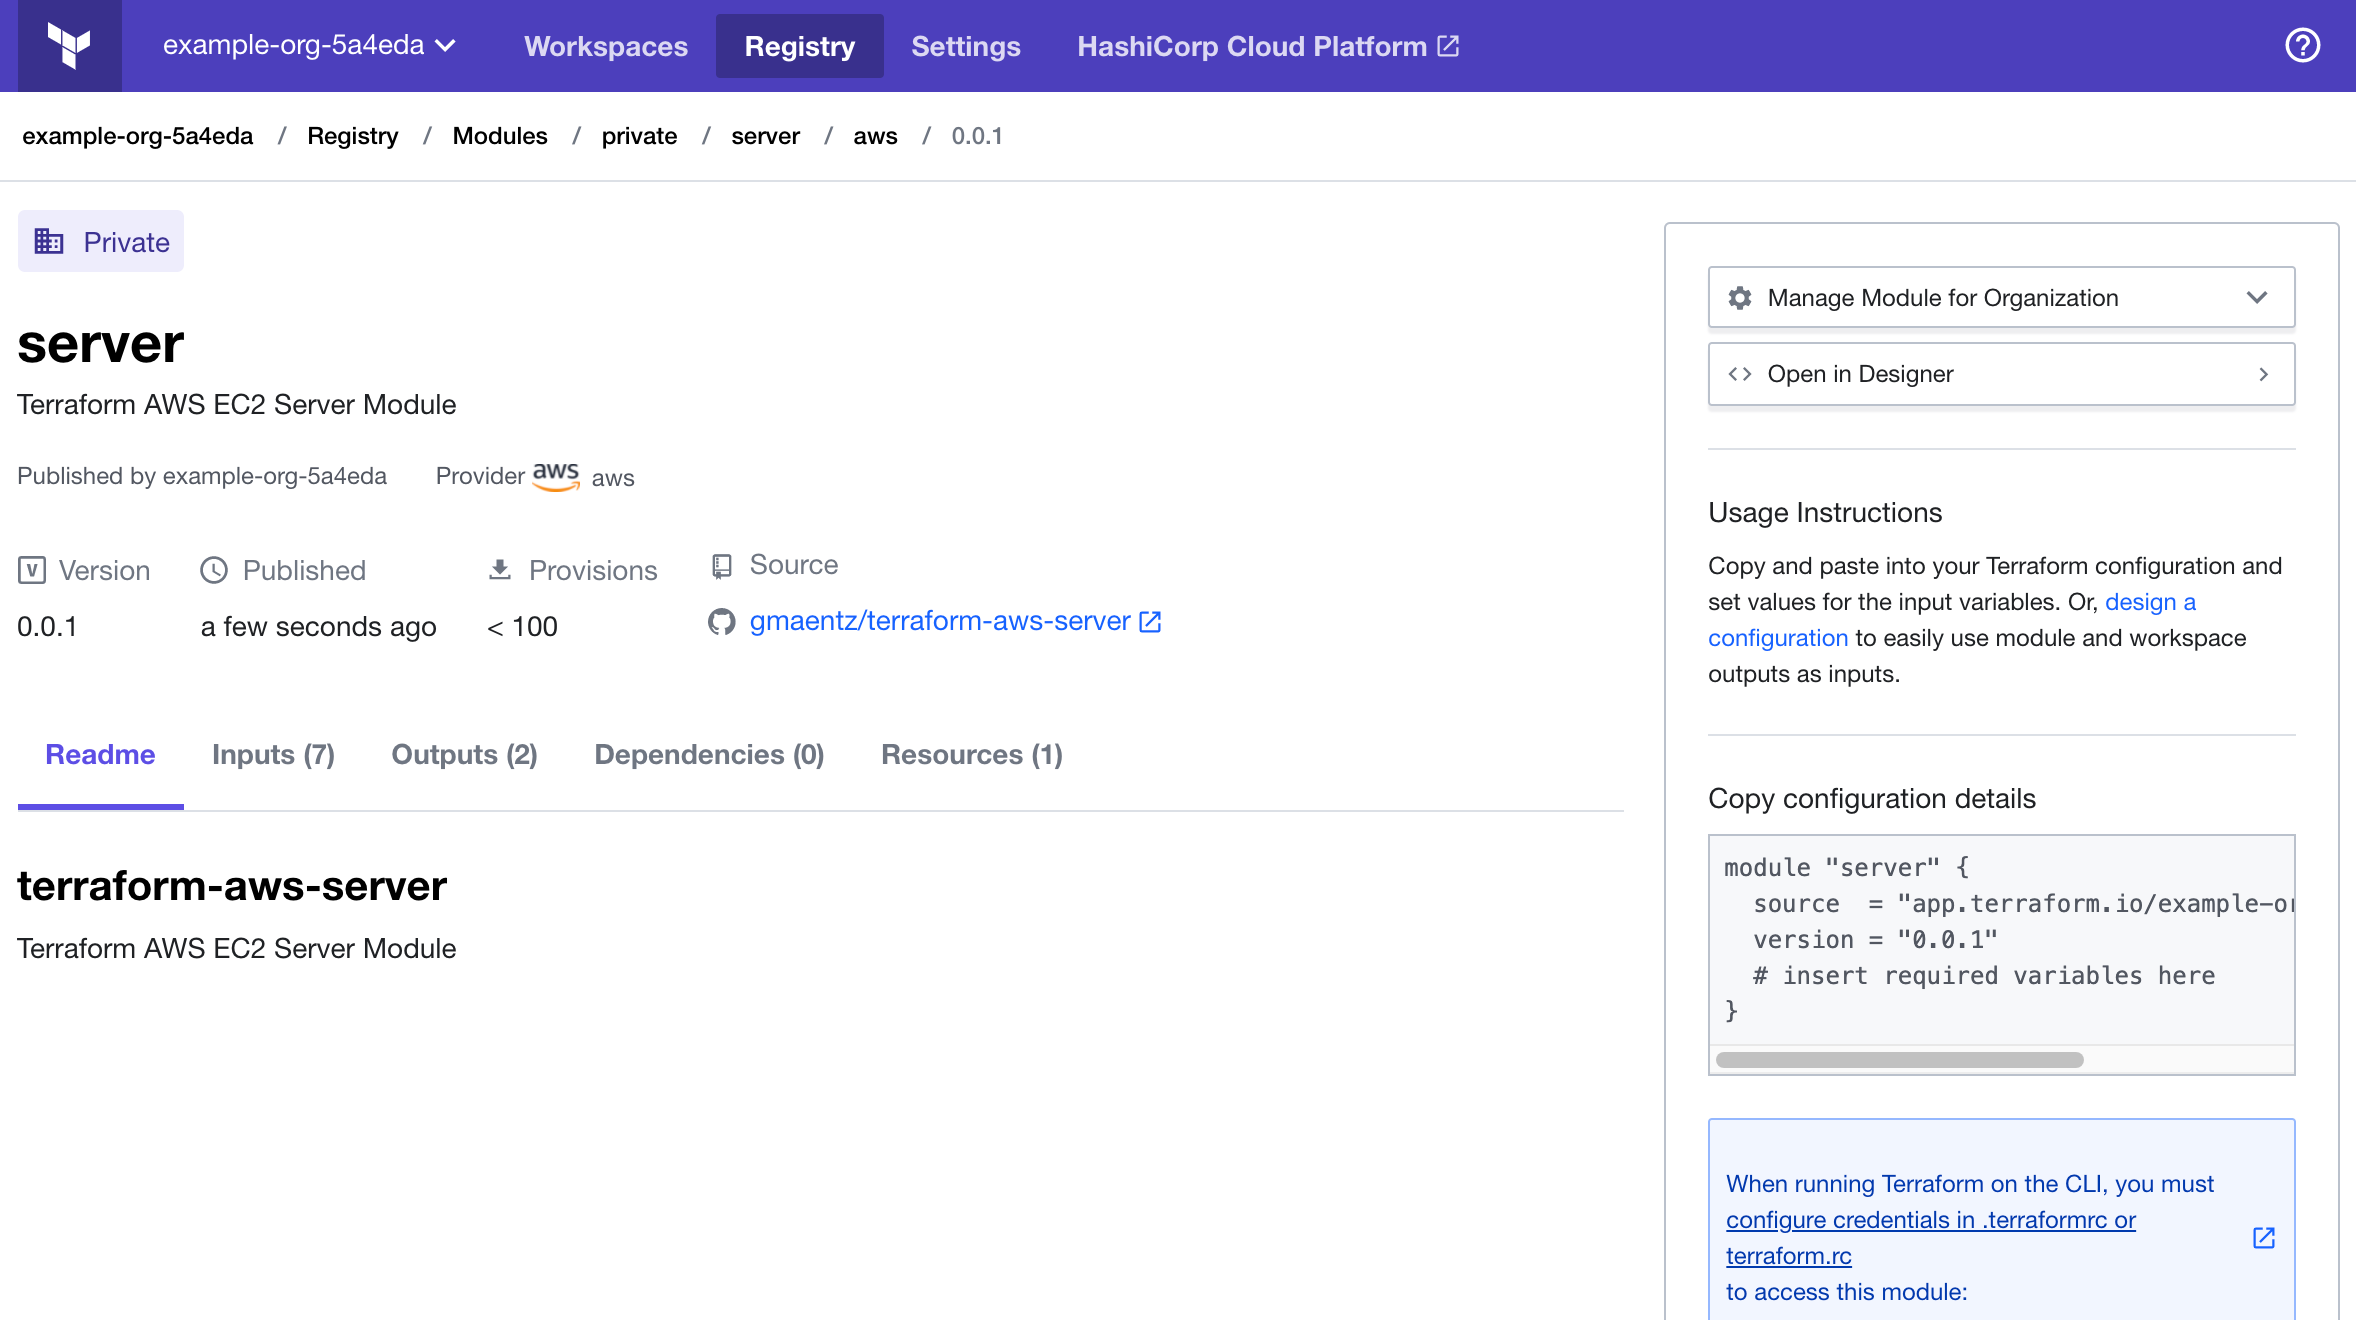 example-org-5a4eda
Workspaces
Registry
Settings
HashiCorp Cloud Platform
example-org-5a4eda / Registry / Modules / private / server / aws / 0.0.1
Private
server
Terraform AWS EC2 Server Module
Published by example-org-5a4eda
Provider aws aws
Version
0.0.1
Published
a few seconds ago
Provisions
< 100
Source
gmaentz/terraform-aws-server
Readme
Inputs (7)
Outputs (2)
Dependencies (0)
Resources (1)
terraform-aws-server
Terraform AWS EC2 Server Module
Manage Module for Organization
Open in Designer
Usage Instructions
Copy and paste into your Terraform configuration and
set values for the input variables. Or, design a
configuration to easily use module and workspace
outputs as inputs.
Copy configuration details
module "server" {
  source  = "app.terraform.io/example-or
  version = "0.0.1"
  # insert required variables here
}
When running Terraform on the CLI, you must
configure credentials in .terraformrc or
terraform.rc
to access this module: